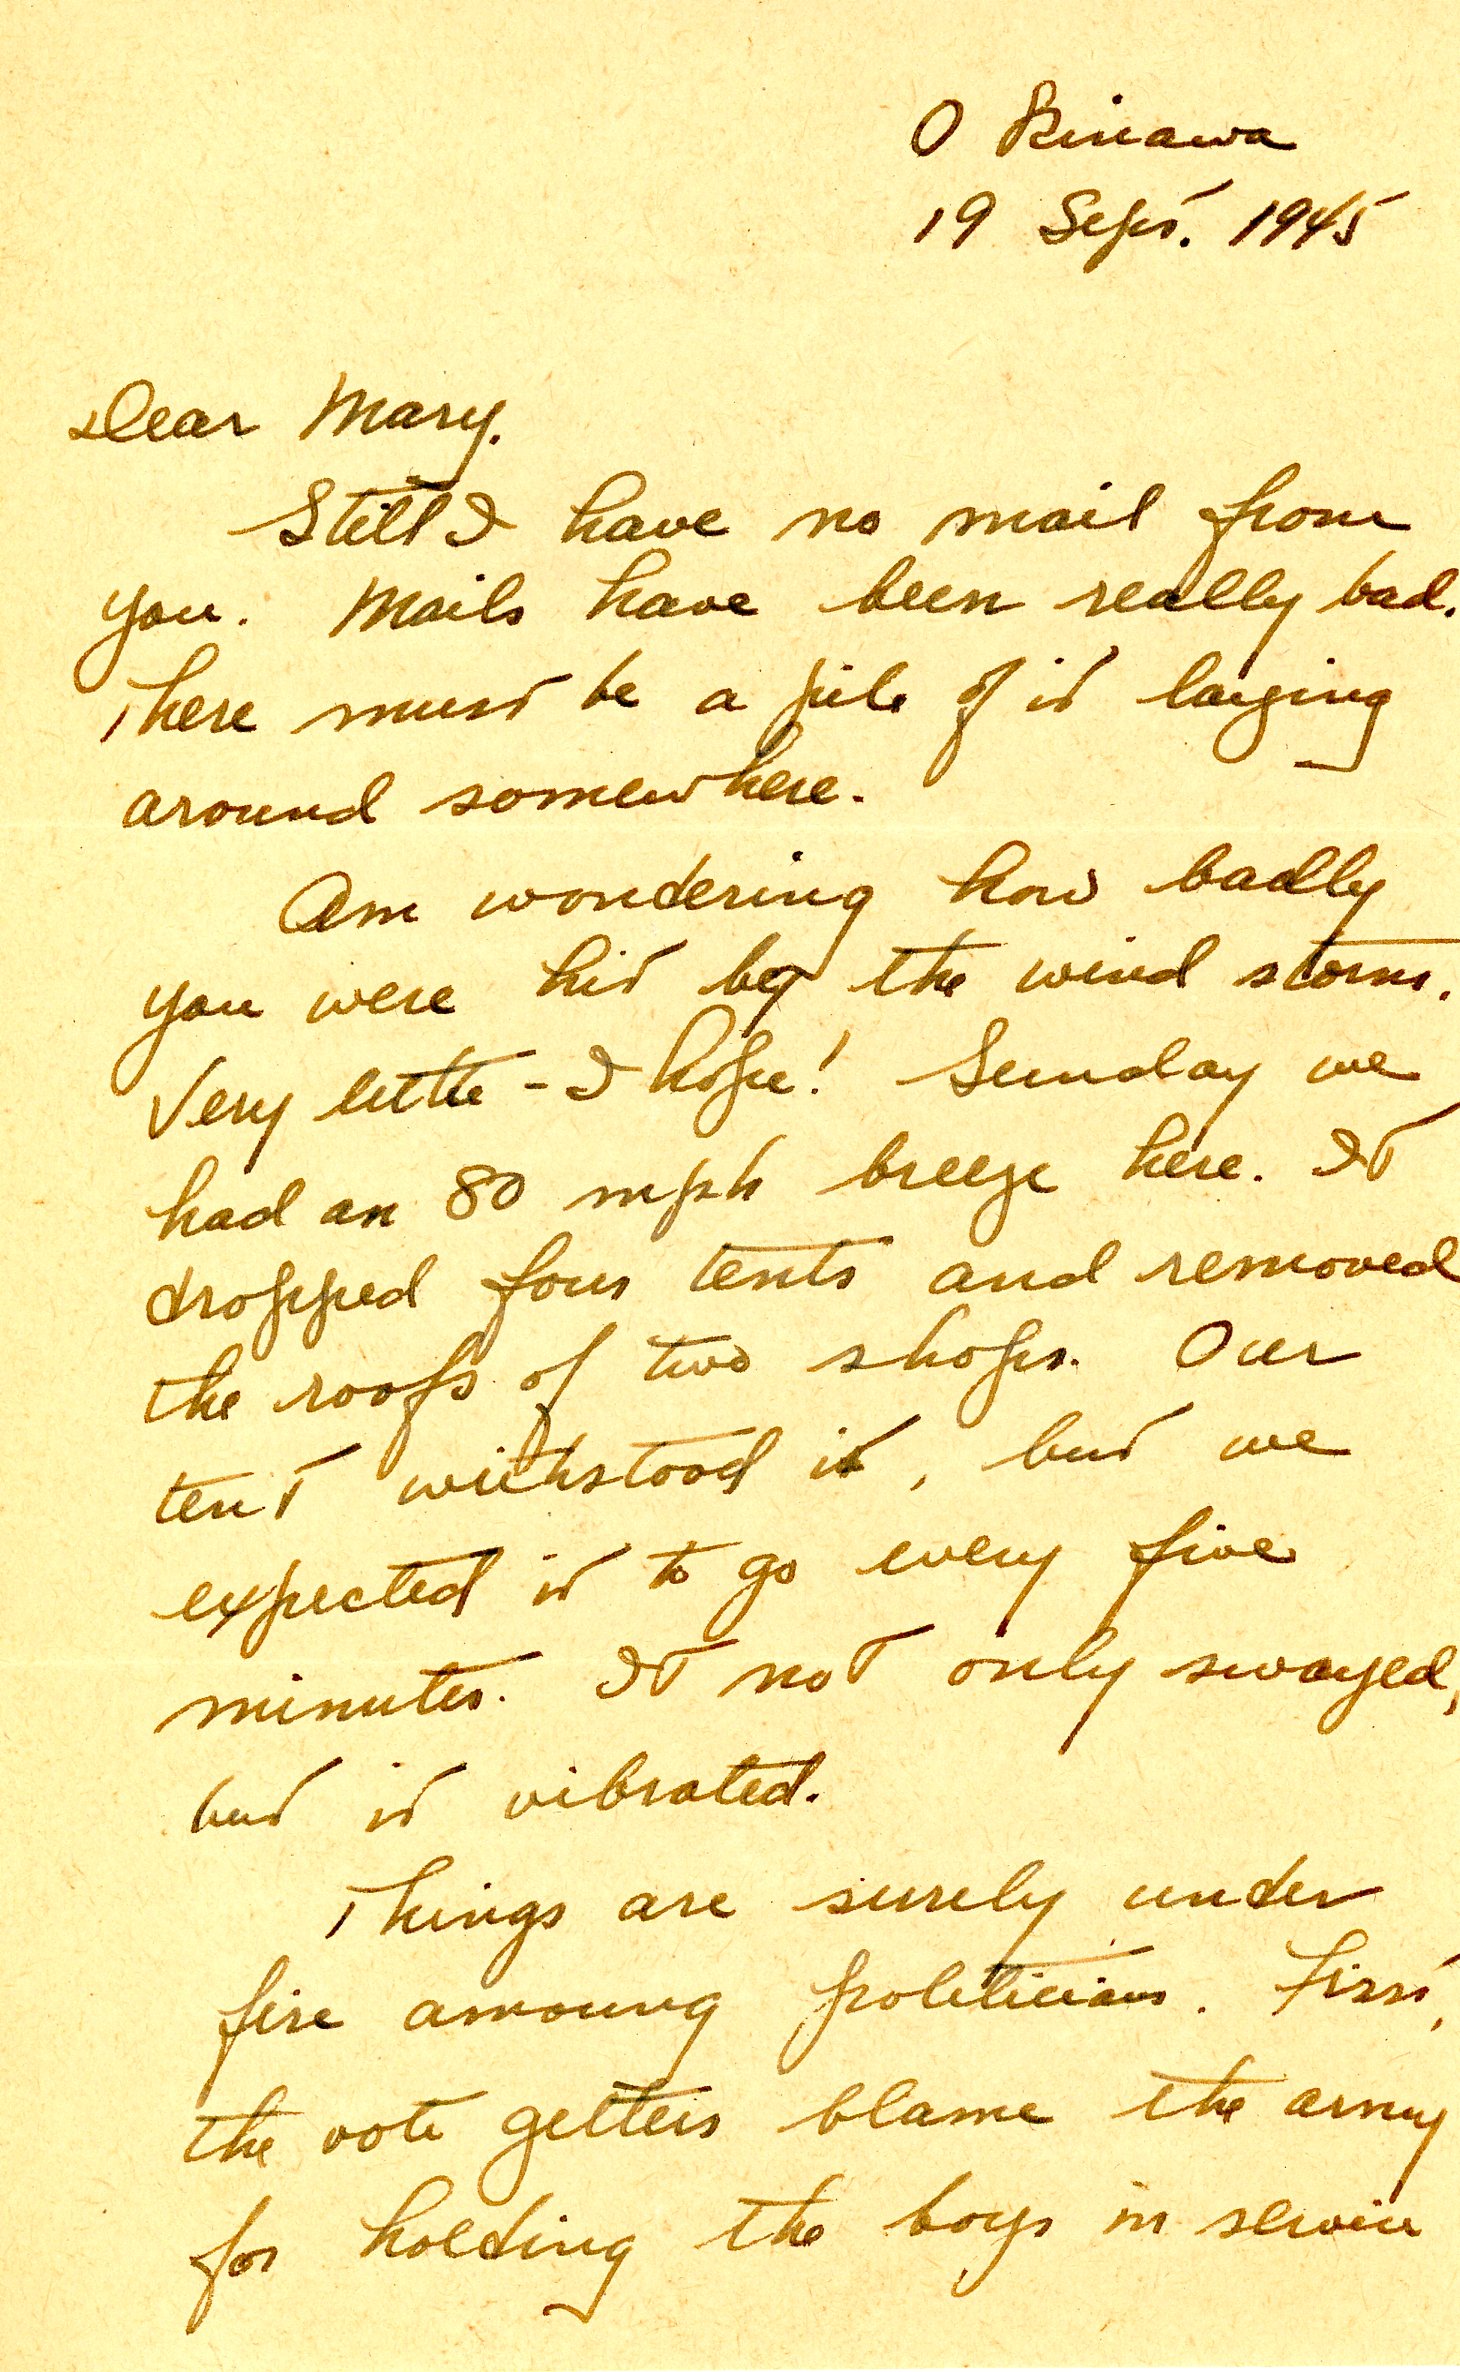 Okinawa
19 Sept. 1945
Dear Mary.
Still I have no mail from
you. Mails have been really bad.
There must be a pile of it laying
around somewhere.
Am wondering how badly
you were hit by the wind storm.
Very little - I hope! Sunday we
had an 80 mph breeze here. It
dropped four tents and removed
the roofs of two shops. Our
tent withstood it, but we
expected it to go every five
minutes. It not only swayed,
but it vibrated.
Things are surely under
fire amoung politicians. First,
the vote getters blame the army
for holding the boys in service